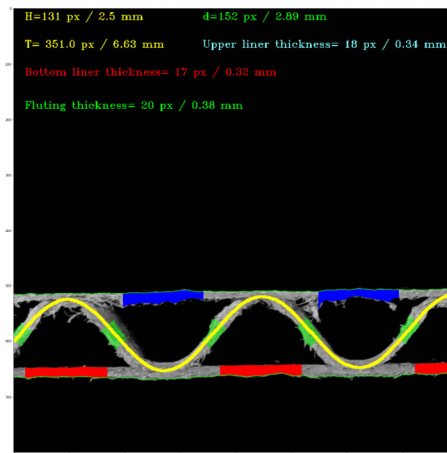 H=131 px / 2.5 mm
d=152 px / 2.89 mm
T= 351.0 px / 6.63 mm
Upper liner thickness= 18 px / 0.34 mm
Bottom liner thickness= 17 px / 0.32 mm
Fluting thickness= 20 px / 0.38 mm